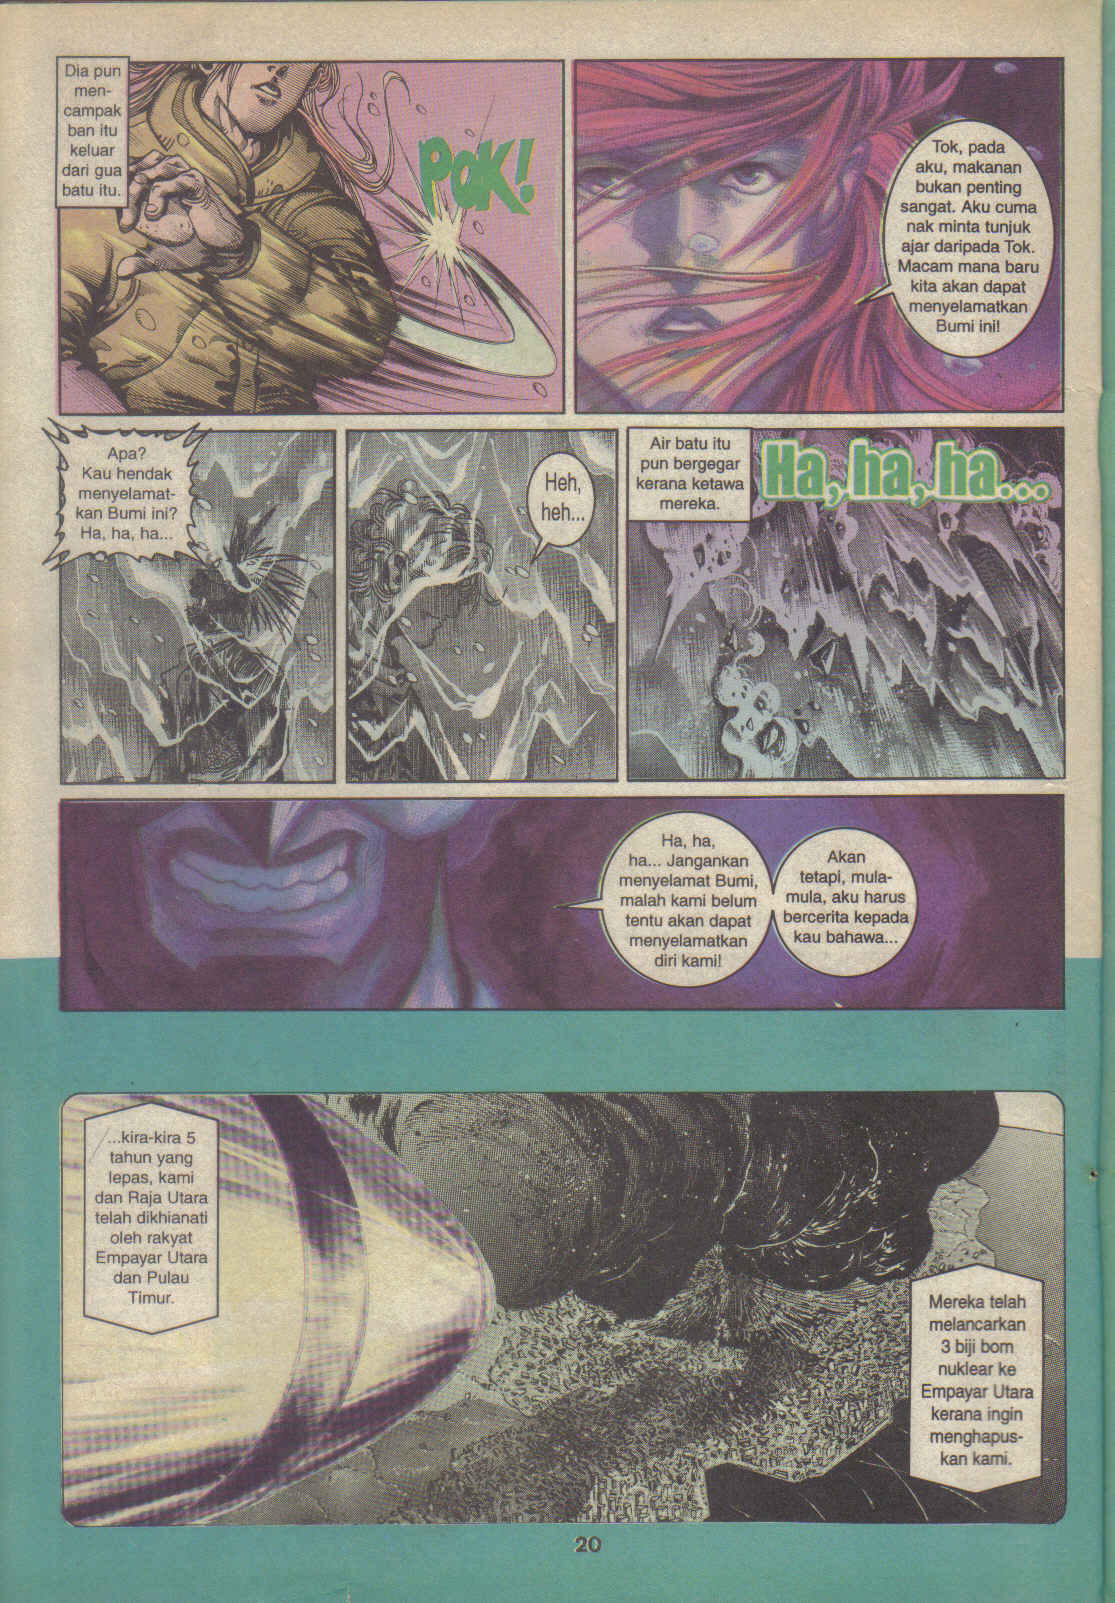 Dia pun
men-
campak
ban itu
keluar
dari gua
batu itu.
POK!
Tok, pada
aku, makanan
bukan penting
sangat. Aku cuma
nak minta tunjuk
ajar daripada Tok.
Macam mana baru
kita akan dapat
menyelamatkan
Bumi ini!
Apa?
Kau hendak
menyelamat-
kan Bumi ini?
Ha, ha, ha...
Heh,
heh...
Air batu itu
pun bergegar
kerana ketawa
mereka.
Ha, ha, ha...
Ha, ha,
ha... Jangankan
menyelamat Bumi,
malah kami belum
tentu akan dapat
menyelamatkan
diri kami!
Akan
tetapi, mula-
mula, aku harus
bercerita kepada
kau bahawa...
...kira-kira 5
tahun yang
lepas, kami
dan Raja Utara
telah dikhianati
oleh rakyat
Empayar Utara
dan Pulau
Timur.
Mereka telah
melancarkan
3 biji bom
nuklear ke
Empayar Utara
kerana ingin
menghapus-
kan kami.
20